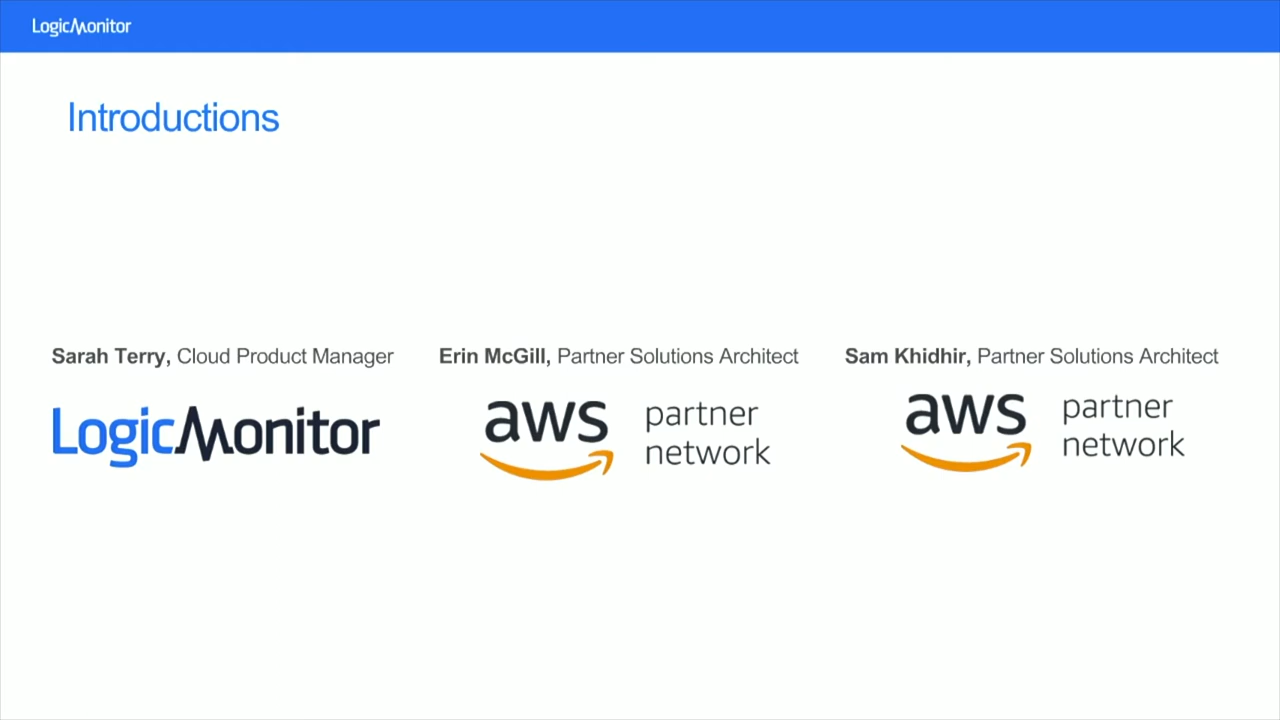 LogicMonitor
Introductions
Sarah Terry, Cloud Product Manager
Erin McGill, Partner Solutions Architect
Sam Khidhir, Partner Solutions Architect
LogicMonitor
aws partner network
aws partner network